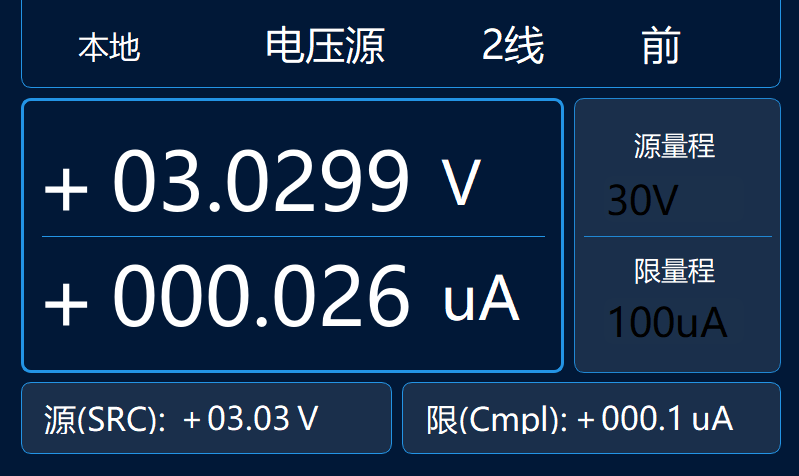 本地 电压源 2线 前
+ 03.0299 V
源量程
30V
+ 000.026 uA
限量程
100uA
源(SRC): +03.03 V
限(Cmpl): +000.1 uA